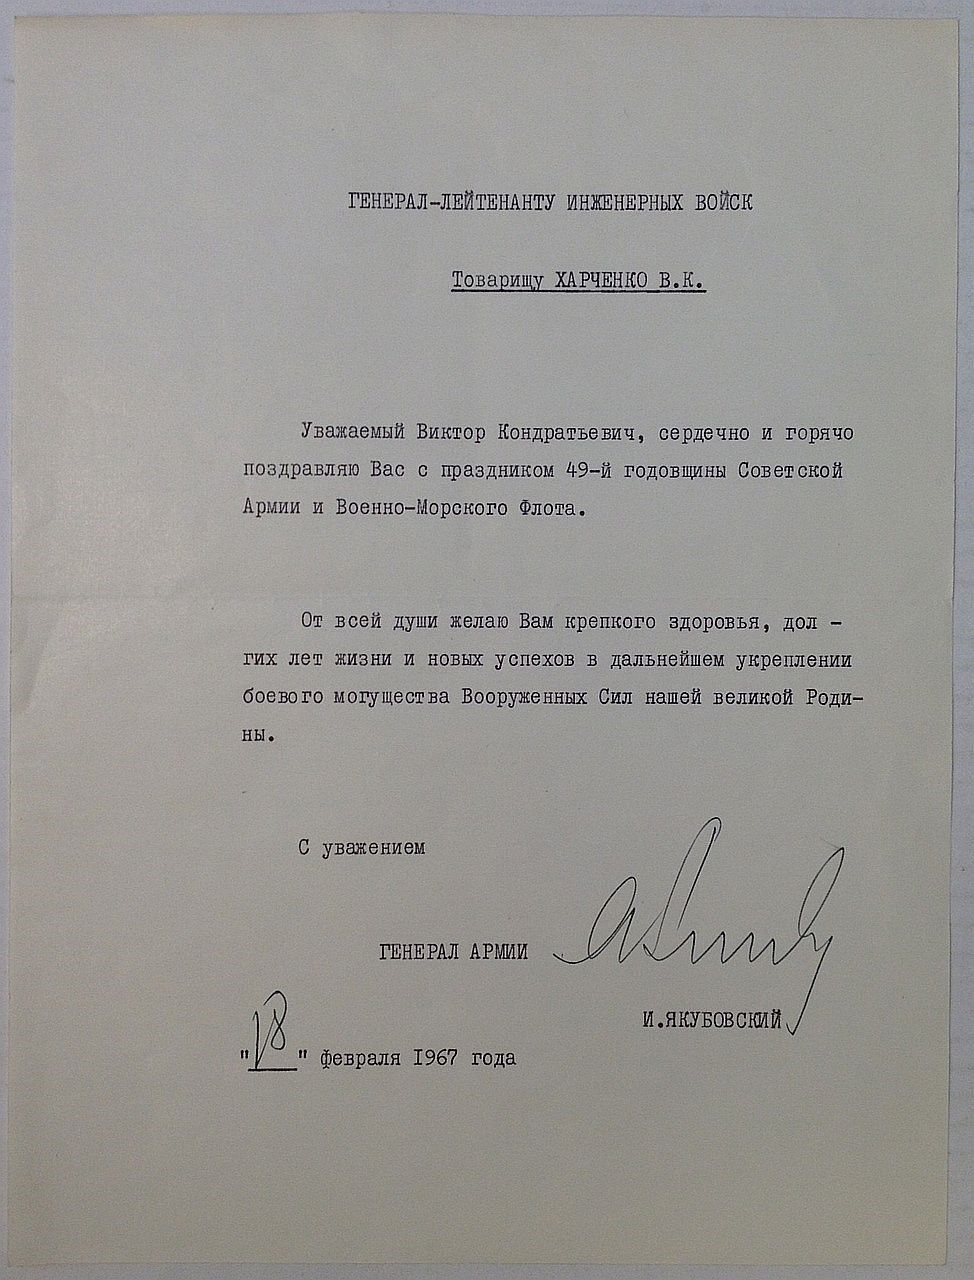 ГЕНЕРАЛ-ЛЕЙТЕНАНТУ ИНЖЕНЕРНЫХ ВОЙСК
Товарищу ХАРЧЕНКО В.К.
Уважаемый Виктор Кондратьевич, сердечно и горячо
поздравляю Вас с праздником 49-й годовщины Советской
Армии и Военно-Морского Флота.
От всей души желаю Вам крепкого здоровья, дол -
гих лет жизни и новых успехов в дальнейшем укреплении
боевого могущества Вооруженных Сил нашей великой Роди-
ны.
С уважением
ГЕНЕРАЛ АРМИИ
И.ЯКУБОВСКИЙ
"18" февраля 1967 года